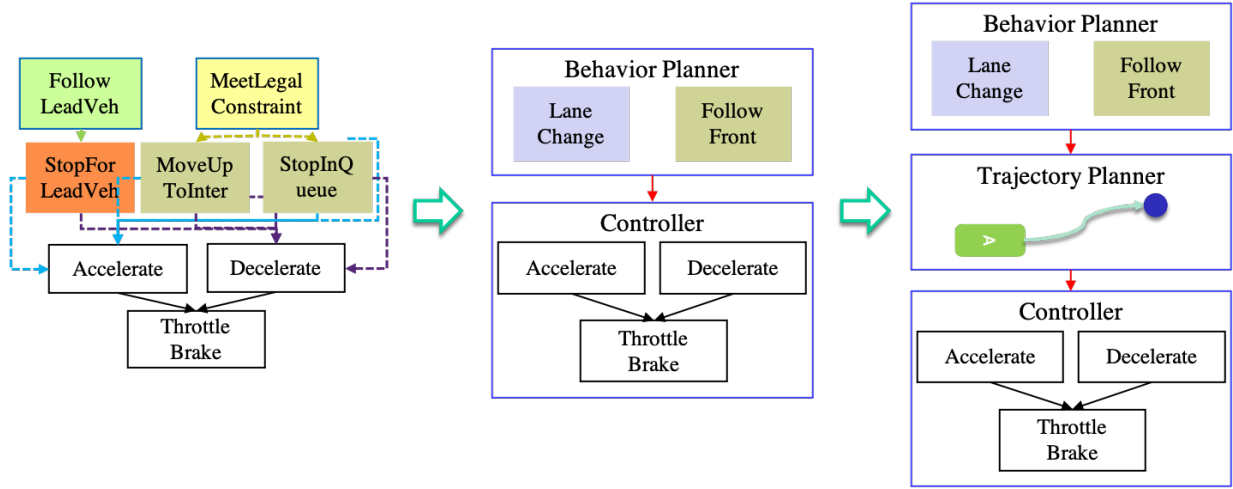 Follow
LeadVeh
MeetLegal
Constraint
StopFor
LeadVeh
MoveUp
ToInter
StopInQ
ueue
Accelerate
Decelerate
Throttle
Brake
Behavior Planner
Lane
Change
Follow
Front
Controller
Accelerate
Decelerate
Throttle
Brake
Behavior Planner
Lane
Change
Follow
Front
Trajectory Planner
A
Controller
Accelerate
Decelerate
Throttle
Brake